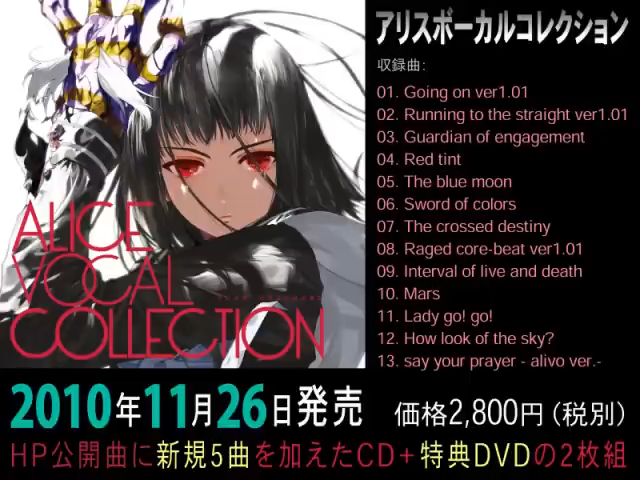 アリスボーカルコレクション
収録曲:
01. Going on ver1.01
02. Running to the straight ver1.01
03. Guardian of engagement
04. Red tint
05. The blue moon
06. Sword of colors
07. The crossed destiny
08. Raged core-beat ver1.01
09. Interval of live and death
10. Mars
11. Lady go! go!
12. How look of the sky?
13. say your prayer - alivo ver.-
ALICE
VOCAL
COLLECTION
2010年11月26日発売
価格2,800円（税別）
HP公開曲に新規5曲を加えたCD+特典DVDの2枚組